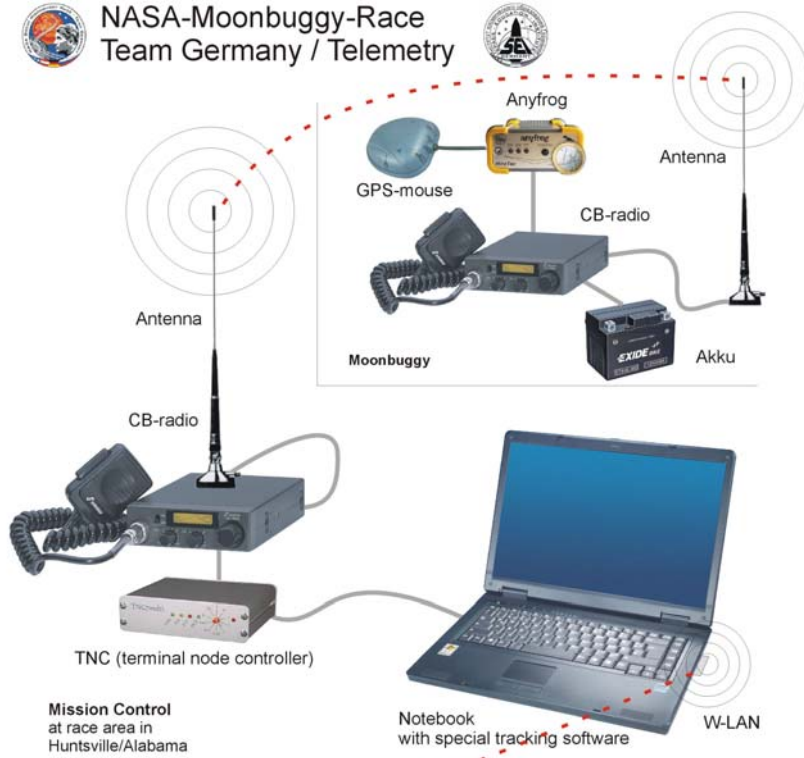 NASA-Moonbuggy-Race
Team Germany / Telemetry
Anyfrog
anyfrog
GPS-mouse
Antenna
CB-radio
Moonbuggy
EXIDE
Akku
Antenna
CB-radio
TNC (terminal node controller)
Mission Control
at race area in
Huntsville/Alabama
Notebook
with special tracking software
W-LAN